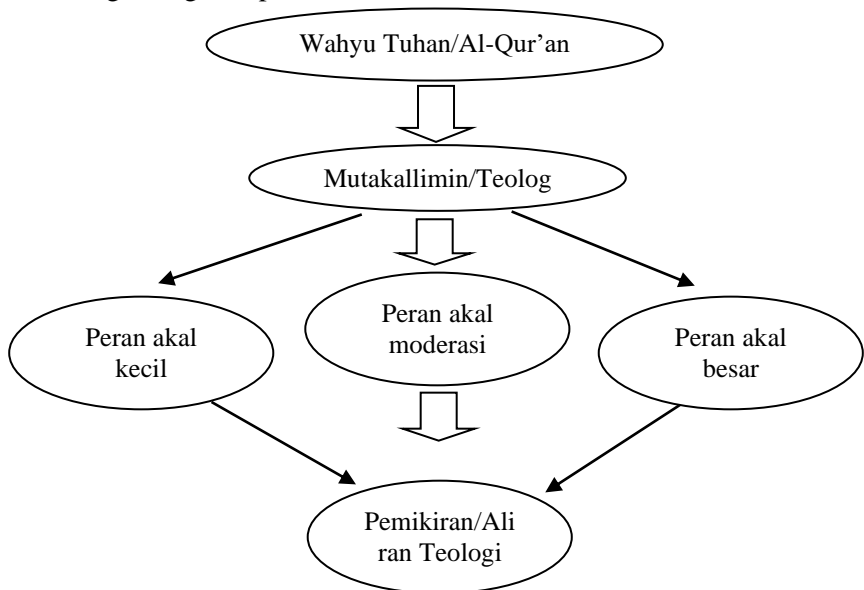 Wahyu Tuhan/Al-Qur’an
Mutakallimin/Teolog
Peran akal
kecil
Peran akal
moderasi
Peran akal
besar
Pemikiran/Ali
ran Teologi